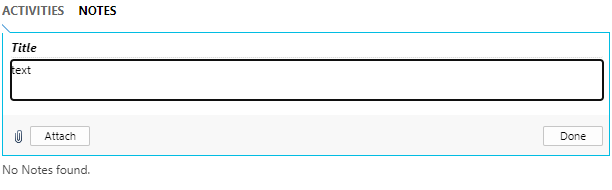 ACTIVITIES NOTES
Title
text
Attach Done
No Notes found.